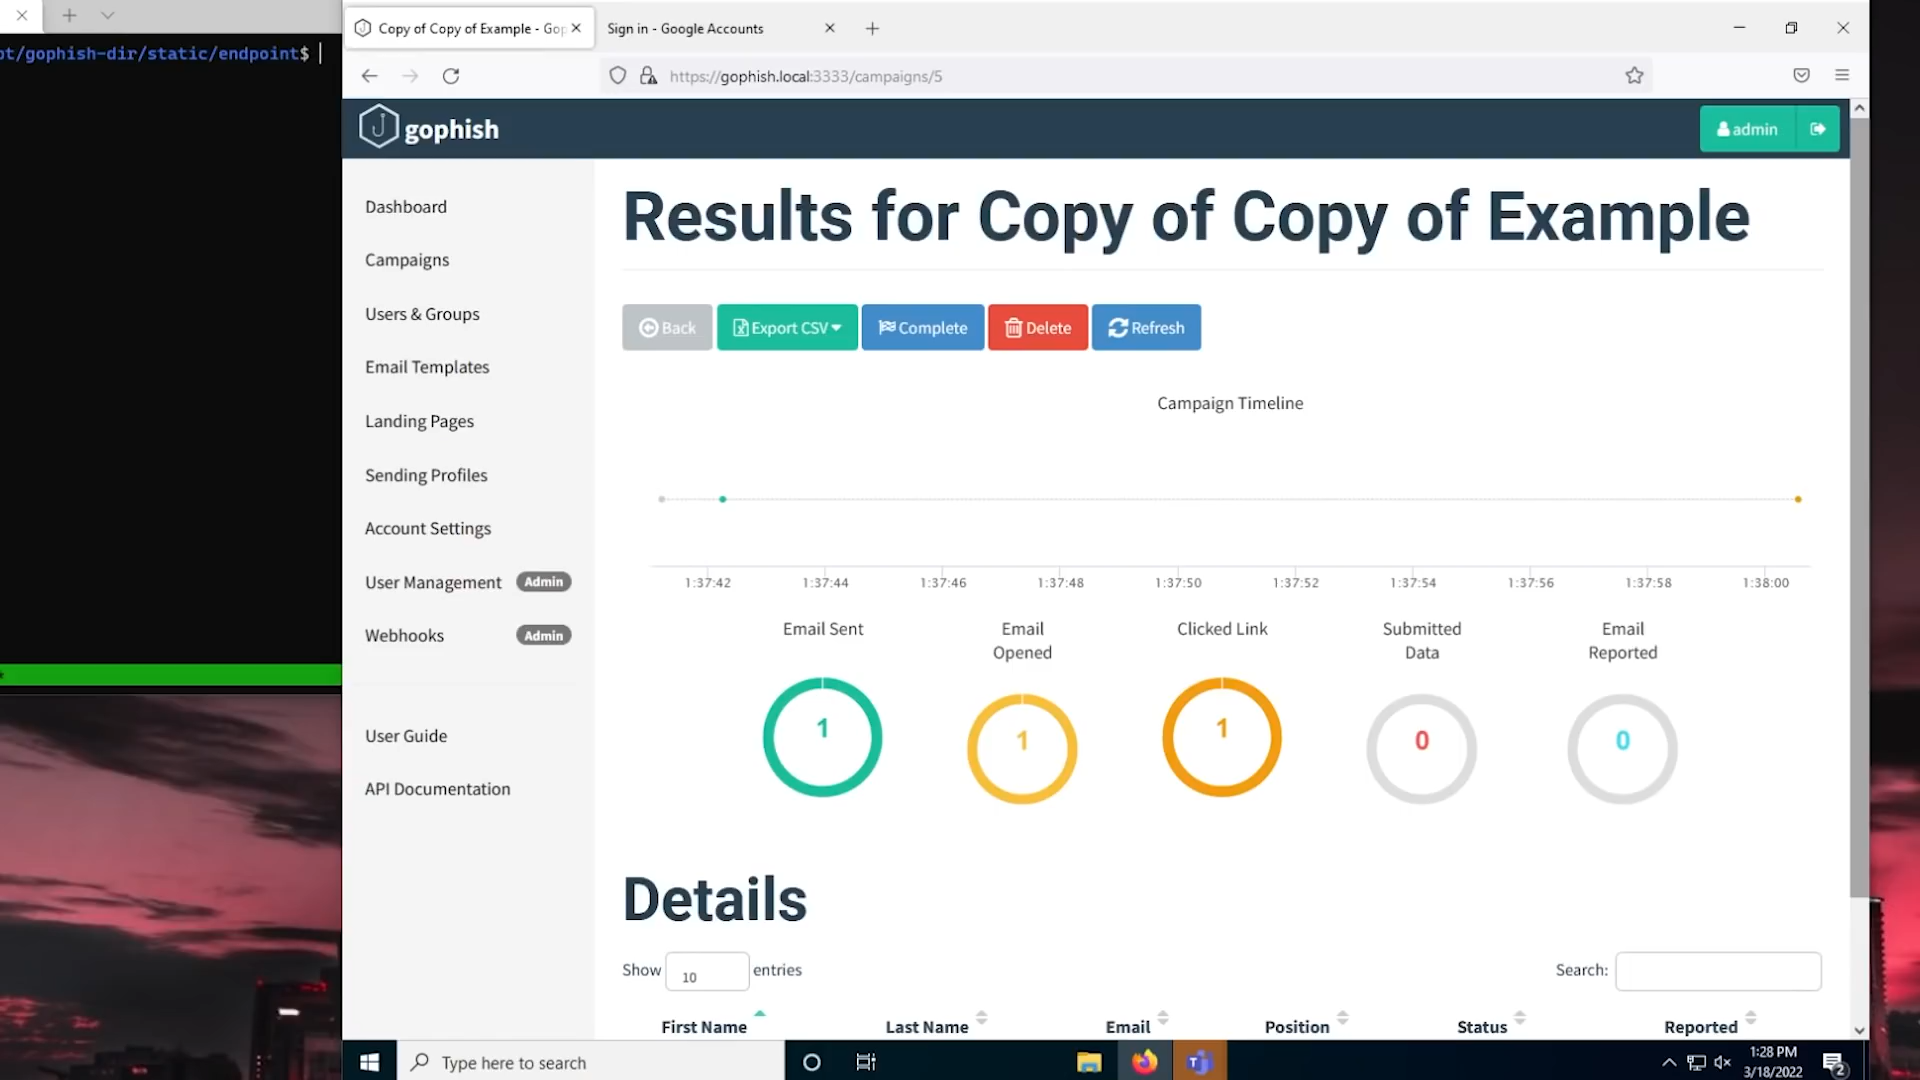 Copy of Copy of Example - Gop
Sign in - Google Accounts
pt/gophish-dir/static/endpoint$
https://gophish.local:3333/campaigns/5
gophish
admin
Dashboard
Campaigns
Users & Groups
Email Templates
Landing Pages
Sending Profiles
Account Settings
User Management Admin
Webhooks Admin
User Guide
API Documentation
Results for Copy of Copy of Example
Back Export CSV Complete Delete Refresh
Campaign Timeline
1:37:42 1:37:44 1:37:46 1:37:48 1:37:50 1:37:52 1:37:54 1:37:56 1:37:58 1:38:00
Email Sent
Email
Opened
Clicked Link
Submitted
Data
Email
Reported
1
1
1
0
0
Details
Show 10 entries
Search:
First Name Last Name Email Position Status Reported
Type here to search
1:28 PM
3/18/2022
2